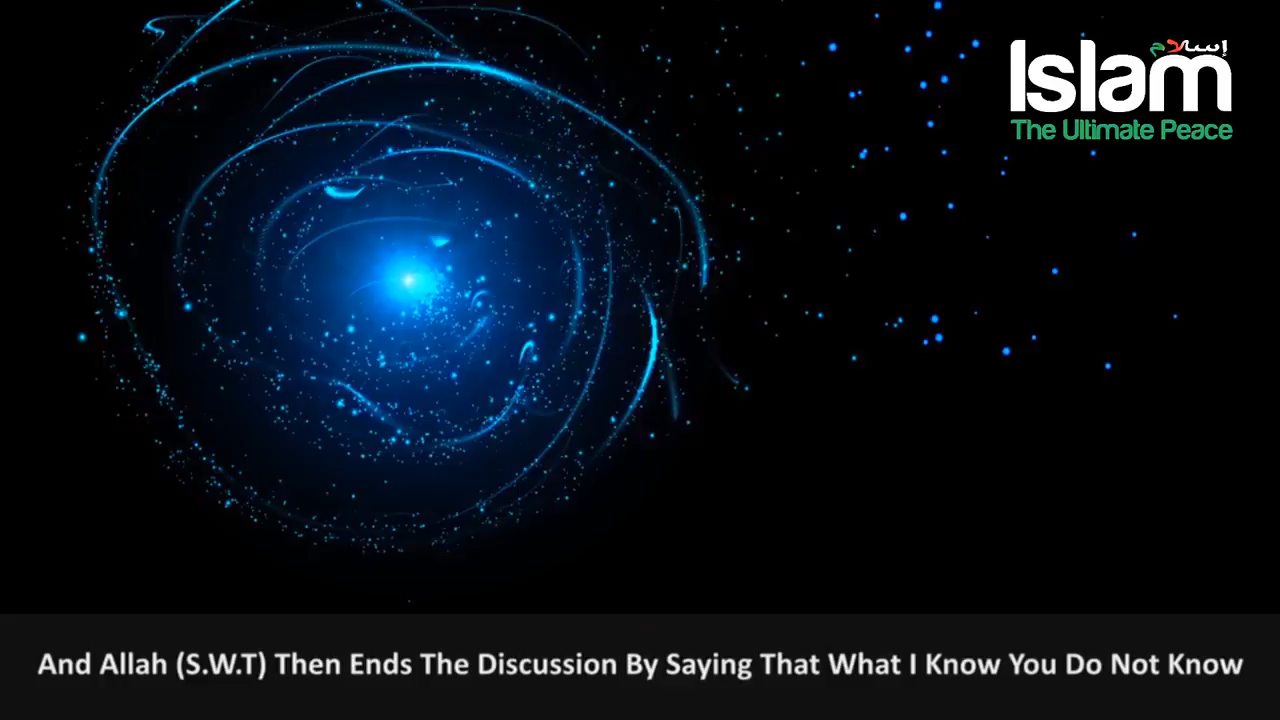 إسلام
Islam
The Ultimate Peace
And Allah (S.W.T) Then Ends The Discussion By Saying That What I Know You Do Not Know